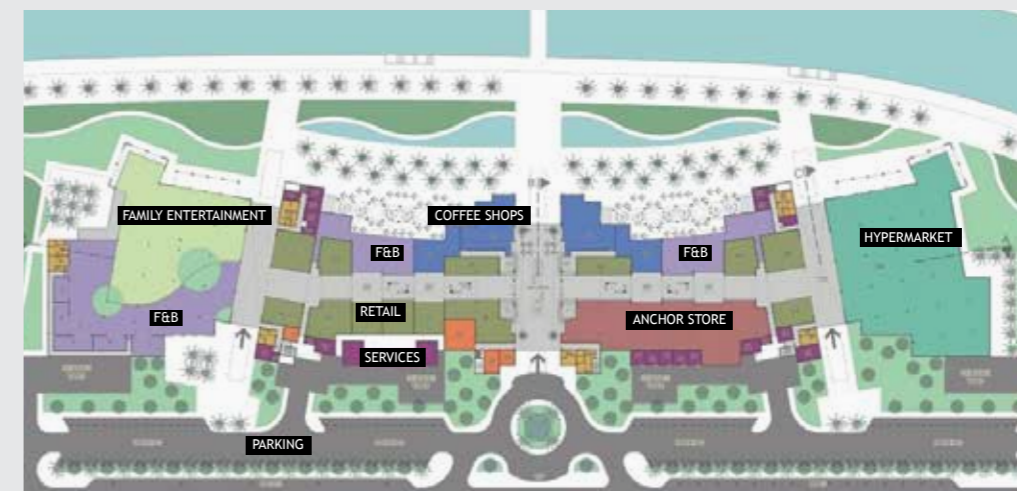 FAMILY ENTERTAINMENT
COFFEE SHOPS
HYPERMARKET
F&B
F&B
F&B
RETAIL
ANCHOR STORE
SERVICES
PARKING